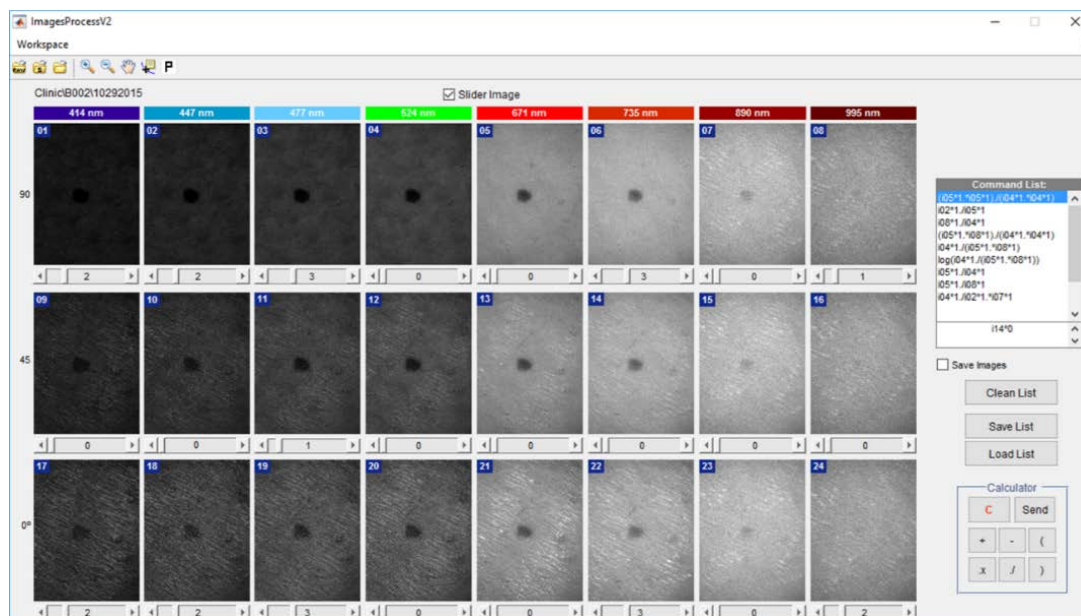 ImagesProcessV2
Workspace
P
Clinic\B002\10292015
Slider Image
414 nm 447 nm 477 nm 524 nm 671 nm 735 nm 890 nm 995 nm
01 02 03 04 05 06 07 08
90
2 2 3 0 0 3 0 1
09 10 11 12 13 14 15 16
45
0 0 1 0 0 0 0 0
17 18 19 20 21 22 23 24
0º
2 2 3 0 0 3 0 2
Command List:
(i05*1.*i05*1)./(i04*1.*i04*1)
i02*1./i05*1
i08*1./i04*1
(i05*1.*i08*1)./(i04*1.*i04*1)
i04*1./(i05*1.*i08*1)
log(i04*1./(i05*1.*i08*1))
i05*1./i04*1
i05*1./i08*1
i04*1./i02*1.*i07*1
i14*0
Save Images
Clean List
Save List
Load List
Calculator
C Send
+ - (
x ./ )